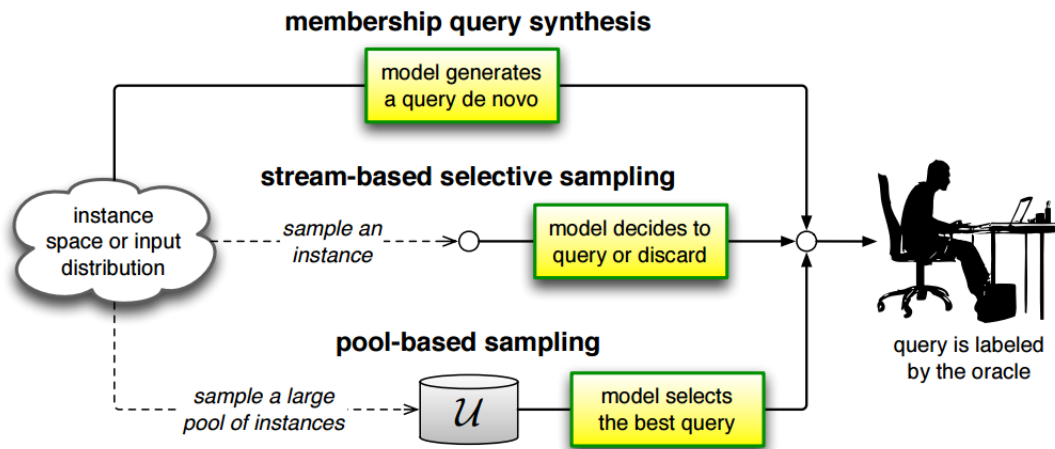 membership query synthesis
model generates
a query de novo
stream-based selective sampling
instance
space or input
distribution
sample an
instance
model decides to
query or discard
pool-based sampling
sample a large
pool of instances
U
model selects
the best query
query is labeled
by the oracle